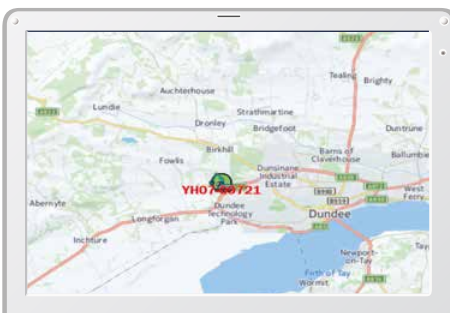 Tealing
Brighty
Auchterhouse
Lundie
Strathmartine
Dronley
Bridgefoot
Duntrune
Birkhill
Barns of
Claverhouse
Ballumbie
Fowlis
Dunsinane
Industrial
Estate
West
Ferry
Abernyte
Dundee
Technology
Park
Longforgan
Dundee
Inchture
Newport-
on-Tay
Tay
Firth of Tay
Wormit